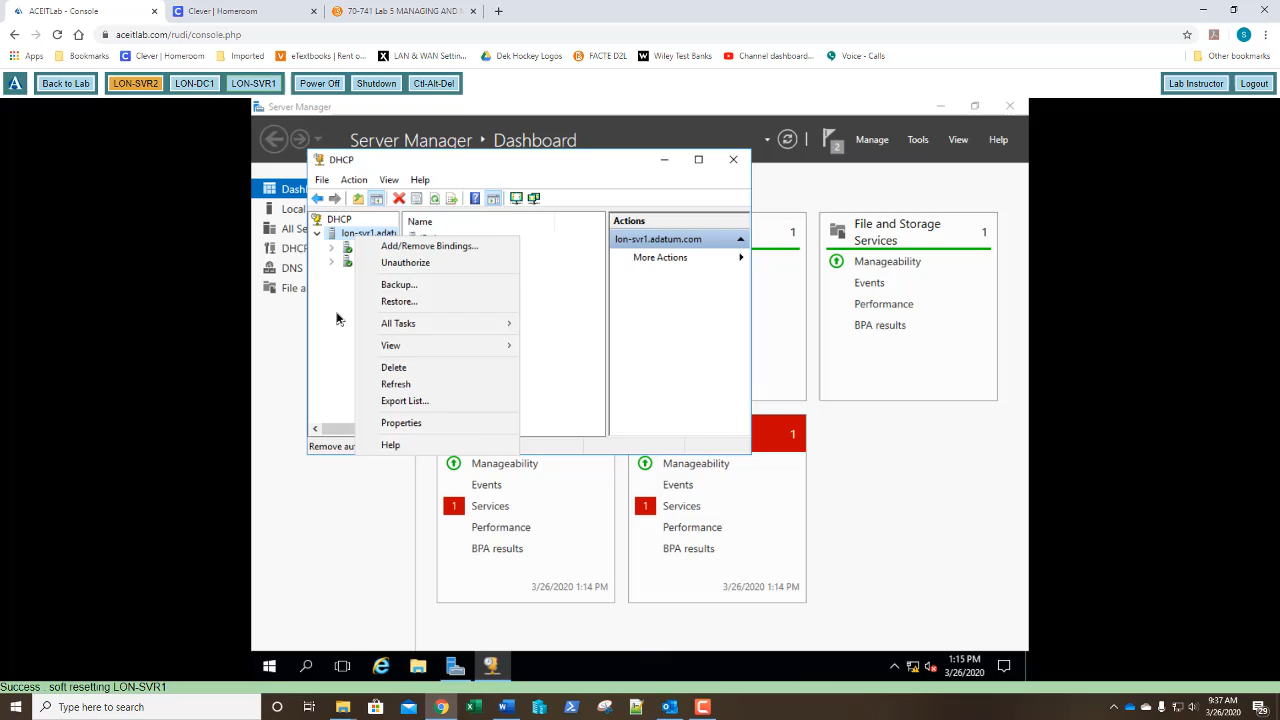 ACEITLab - Console
Clever | Homeroom
70-741 Lab 5 MANAGING AND
aceitlab.com/rudi/console.php
Apps
Bookmarks
Clever | Homeroom
Imported
eTextbooks | Rent o...
LAN & WAN Setting...
Dek Hockey Logos
FACTE D2L
Wiley Test Banks
Channel dashboard...
Voice - Calls
Other bookmarks
Back to Lab
LON-SVR2
LON-DC1
LON-SVR1
Power Off
Shutdown
Ctl-Alt-Del
Lab Instructor
Logout
Server Manager
Server Manager • Dashboard
2
Manage
Tools
View
Help
Dash
Local
All Se
DHCP
DNS
File a
DHCP
File
Action
View
Help
DHCP
lon-svr1.adatu
Name
Actions
lon-svr1.adatum.com
More Actions
Add/Remove Bindings...
Unauthorize
Backup...
Restore...
All Tasks
View
Delete
Refresh
Export List...
Properties
Help
Remove aut
1
File and Storage
Services
1
Manageability
Events
Performance
BPA results
1
Manageability
Events
1 Services
Performance
BPA results
3/26/2020 1:14 PM
Manageability
Events
1 Services
Performance
BPA results
3/26/2020 1:14 PM
1:15 PM
3/26/2020
Success : soft resetting LON-SVR1
Type here to search
9:37 AM
3/26/2020